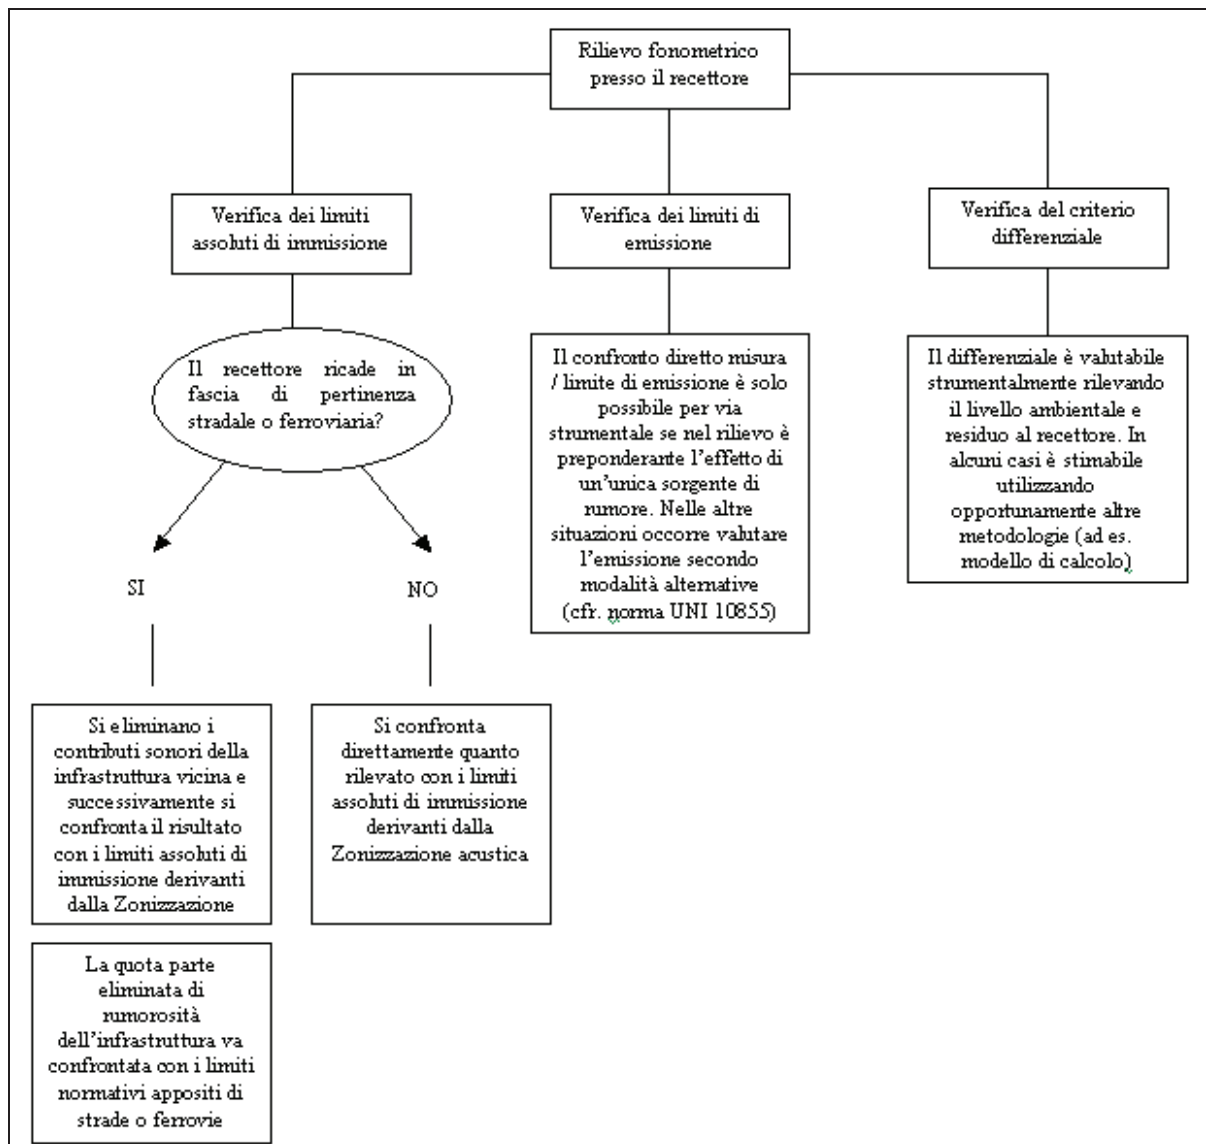 Rilievo fonometrico
presso il recettore
Verifica dei limiti
assoluti di immissione
Verifica dei limiti di
emissione
Verifica del criterio
differenziale
Il recettore ricade in
fascia di pertinenza
stradale o ferroviaria?
Il confronto diretto misura
/ limite di emissione è solo
possibile per via
strumentale se nel rilievo è
preponderante l'effetto di
un'unica sorgente di
rumore. Nelle altre
situazioni occorre valutare
l'emissione secondo
modalità alternative
(cfr. norma UNI 10855)
Il differenziale è valutabile
strumentalmente rilevando
il livello ambientale e
residuo al recettore. In
alcuni casi è stimabile
utilizzando
opportunamente altre
metodologie (ad es.
modello di calcolo)
SI
NO
Si eliminano i
contributi sonori della
infrastruttura vicina e
successivamente si
confronta il risultato
con i limiti assoluti di
immissione derivanti
dalla Zonizzazione
Si confronta
direttamente quanto
rilevato con i limiti
assoluti di immissione
derivanti dalla
Zonizzazione acustica
La quota parte
eliminata di
rumorosità
dell'infrastruttura va
confrontata con i limiti
normativi appositi di
strade o ferrovie